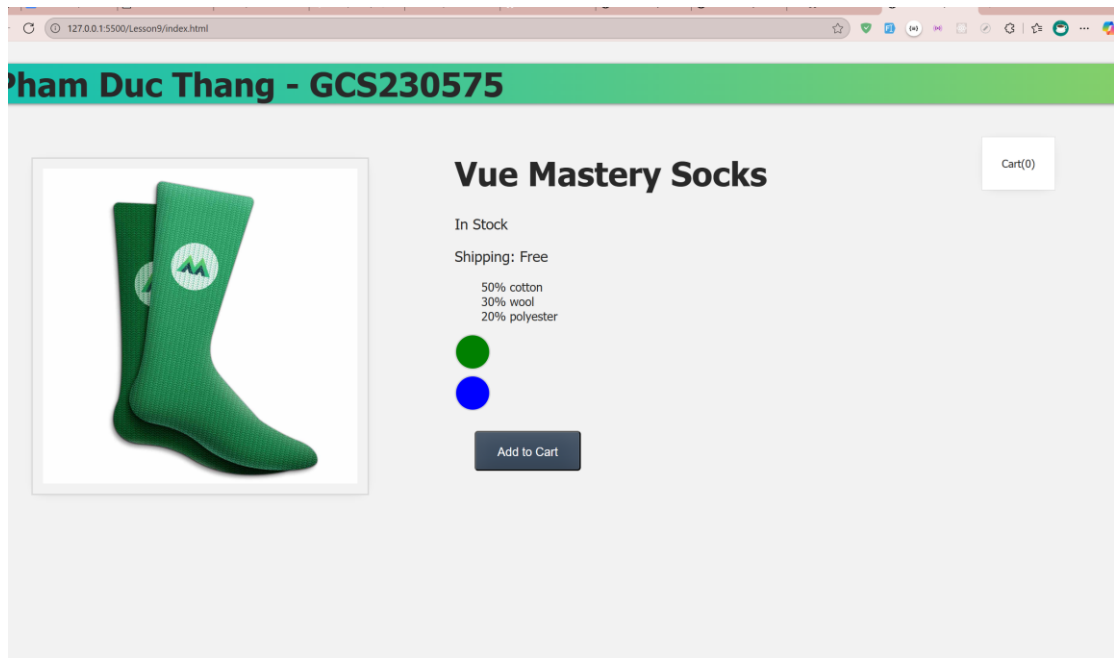 127.0.0.1:5500/Lesson9/index.html
Pham Duc Thang - GCS230575
Cart(0)
Vue Mastery Socks
In Stock
Shipping: Free
50% cotton
30% wool
20% polyester
Add to Cart